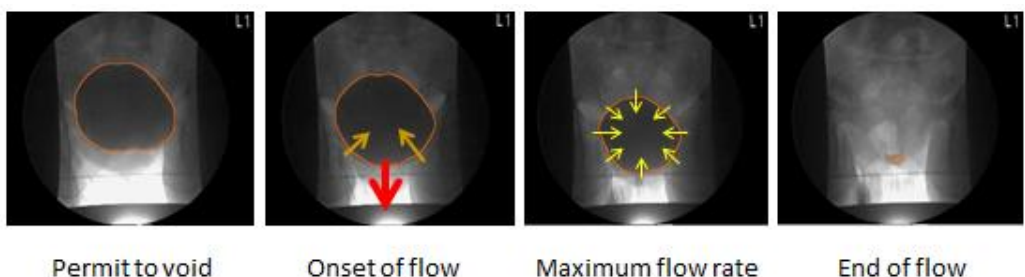 L1
L1
L1
L1
Permit to void
Onset of flow
Maximum flow rate
End of flow